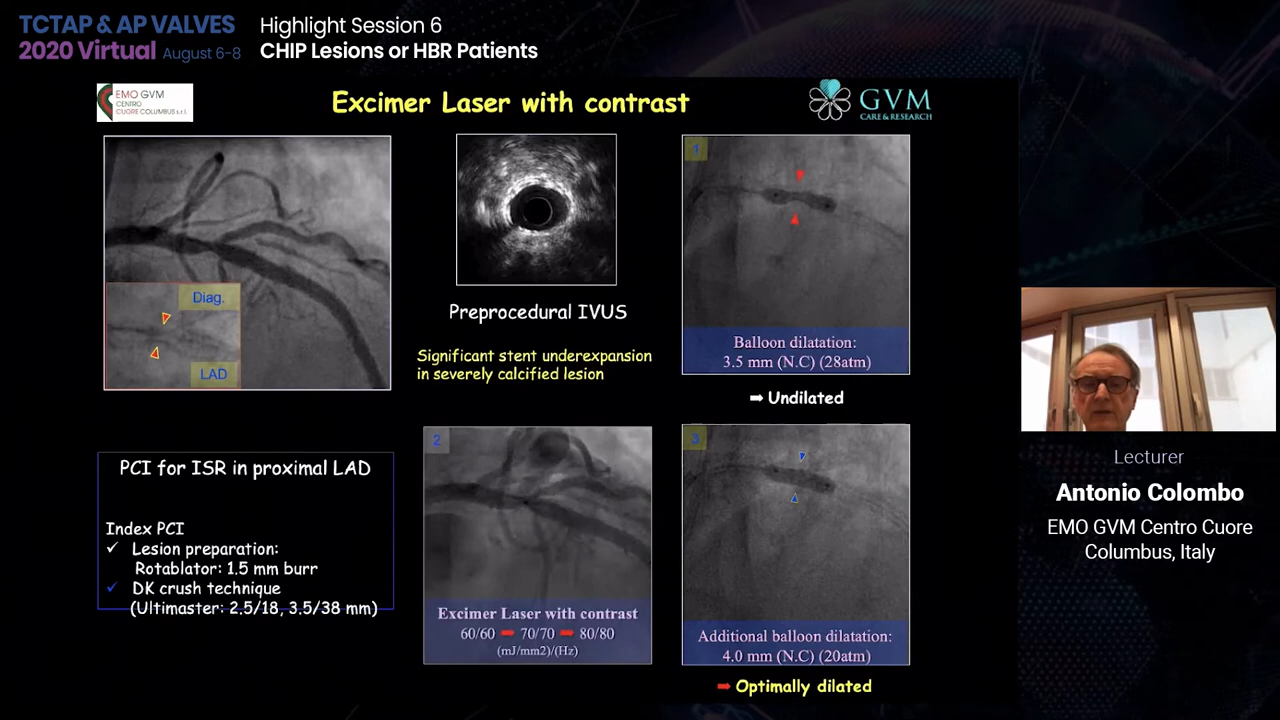 TCTAP & AP VALVES
2020 Virtual August 6-8
Highlight Session 6
CHIP Lesions or HBR Patients
EMO GVM
CENTRO
CUORE COLUMBUS s.r.l.
Excimer Laser with contrast
GVM
CARE & RESEARCH
Diag.
LAD
Preprocedural IVUS
Significant stent underexpansion
in severely calcified lesion
1
Balloon dilatation:
3.5 mm (N.C) (28atm)
➡ Undilated
PCI for ISR in proximal LAD
Index PCI
✓ Lesion preparation:
Rotablator: 1.5 mm burr
✓ DK crush technique
(Ultimaster: 2.5/18, 3.5/38 mm)
2
Excimer Laser with contrast
60/60 ➡ 70/70 ➡ 80/80
(mJ/mm2)/(Hz)
3
Additional balloon dilatation:
4.0 mm (N.C) (20atm)
➡ Optimally dilated
Lecturer
Antonio Colombo
EMO GVM Centro Cuore
Columbus, Italy